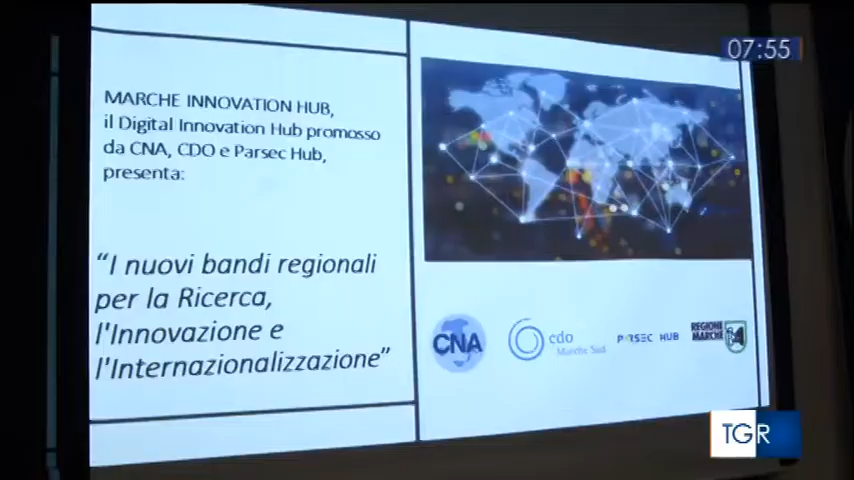 07:55
MARCHE INNOVATION HUB,
il Digital Innovation Hub promosso
da CNA, CDO e Parsec Hub,
presenta:
“I nuovi bandi regionali
per la Ricerca,
l'Innovazione e
l'Internazionalizzazione”
CNA
cdo
Marche Sud
PARSEC HUB
REGIONE
MARCHE
TGR